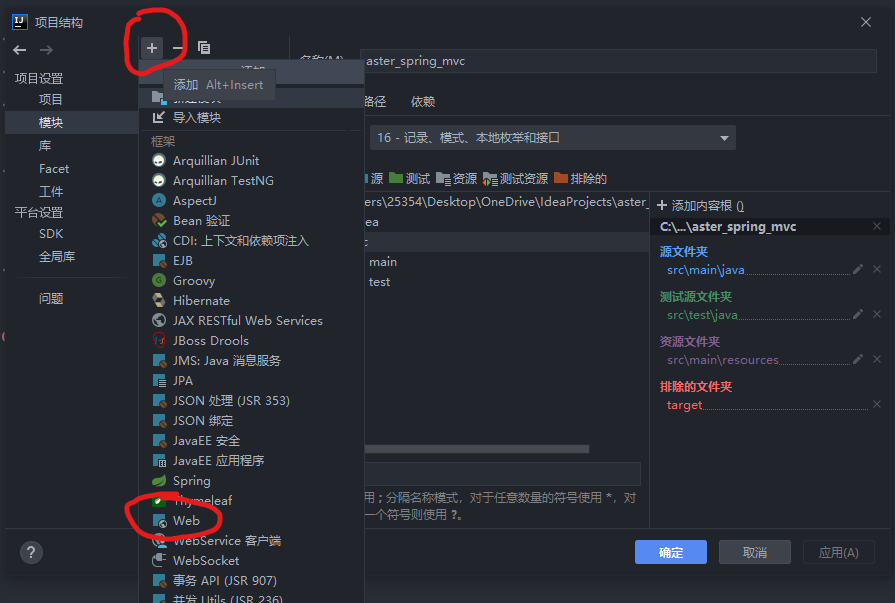 IJ 项目结构
项目设置
项目
模块
库
Facet
工件
平台设置
SDK
全局库
问题
添加 Alt+Insert
导入模块
框架
Arquillian JUnit
Arquillian TestNG
AspectJ
Bean 验证
CDI: 上下文和依赖项注入
EJB
Groovy
Hibernate
JAX RESTful Web Services
JBoss Drools
JMS: Java 消息服务
JPA
JSON 处理 (JSR 353)
JSON 绑定
JavaEE 安全
JavaEE 应用程序
Spring
Thymeleaf
Web
WebService 客户端
WebSocket
事务 API (JSR 907)
并发 Utils (JSR 236)
名称(M)
aster_spring_mvc
路径 依赖
16 - 记录、模式、本地枚举和接口
源 测试 资源 测试资源 排除的
ers\25354\Desktop\OneDrive\IdeaProjects\aster_
ea
c
main
test
用 ; 分隔名称模式，对于任意数量的符号使用 *，对
一个符号则使用 ?。
添加内容根 ()
C:\...\aster_spring_mvc
源文件夹
src\main\java
测试源文件夹
src\test\java
资源文件夹
src\main\resources
排除的文件夹
target
?
确定 取消 应用(A)